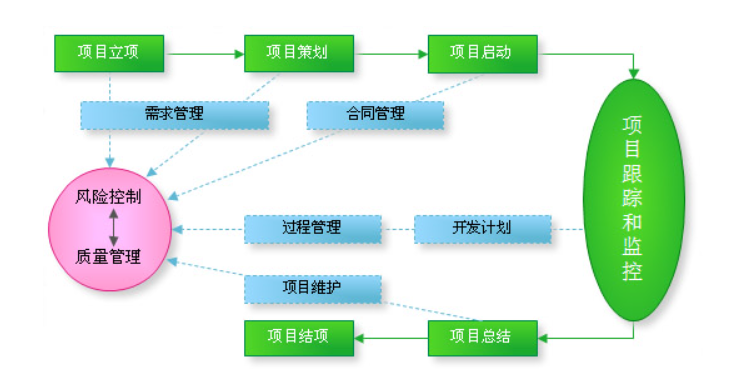 项目立项
项目策划
项目启动
需求管理
合同管理
项目跟踪和监控
风险控制
质量管理
过程管理
开发计划
项目维护
项目结项
项目总结